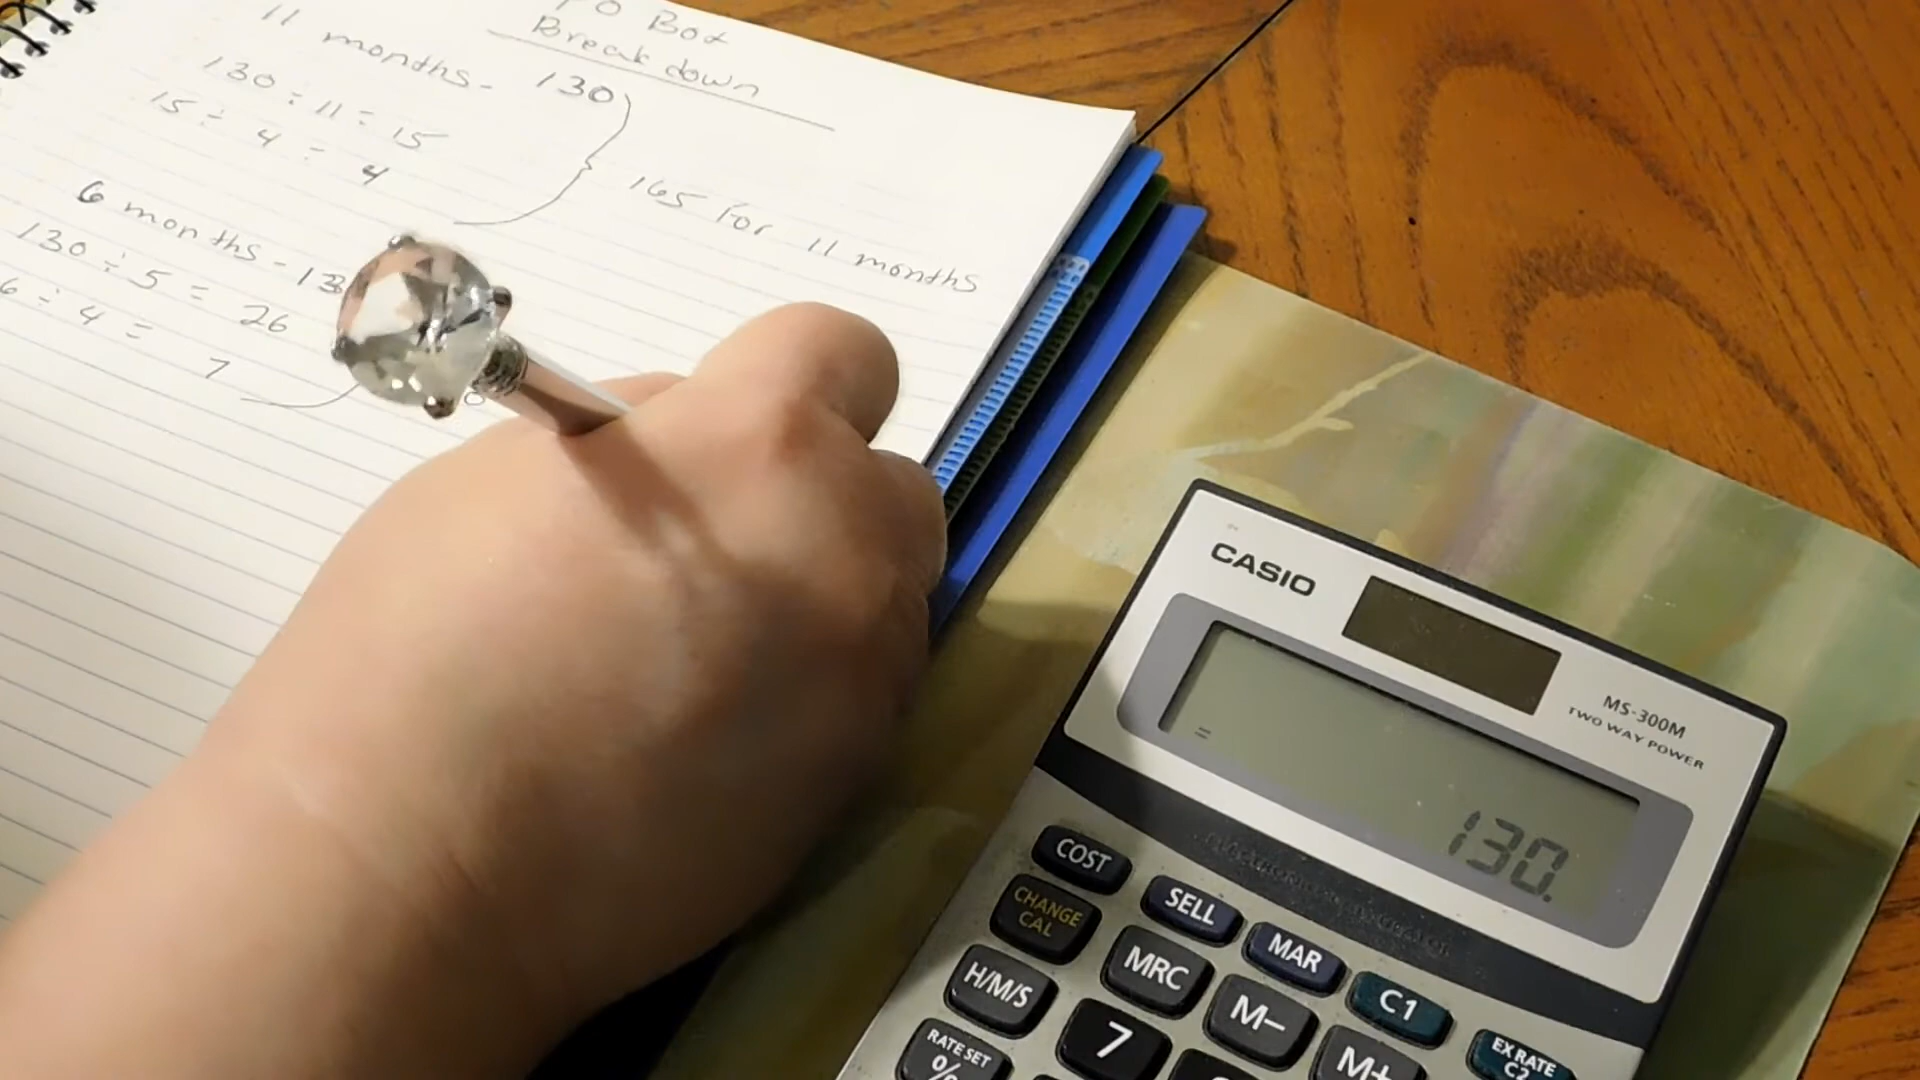 PO Box
Break down
11 months - 130
130 ÷ 11 = 15
15 ÷ 4 = 4
165 for 11 months
6 months - 13
130 ÷ 5 = 26
6 ÷ 4 = 7
CASIO
MS-300M
TWO WAY POWER
=
130.
COST
SELL
MAR
C1
EX RATE
C2
CHANGE
CAL
MRC
M-
M+
H/M/S
7
RATE SET
%